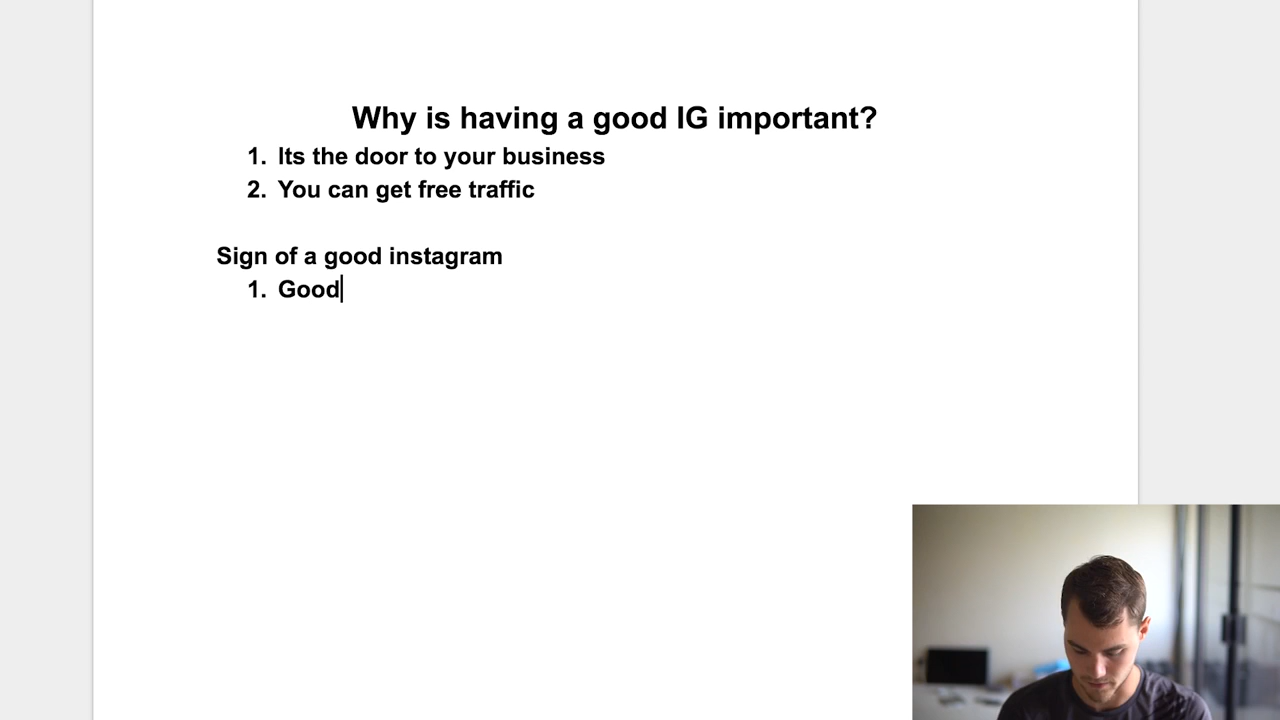 Why is having a good IG important?
1. Its the door to your business
2. You can get free traffic
Sign of a good instagram
1. Good